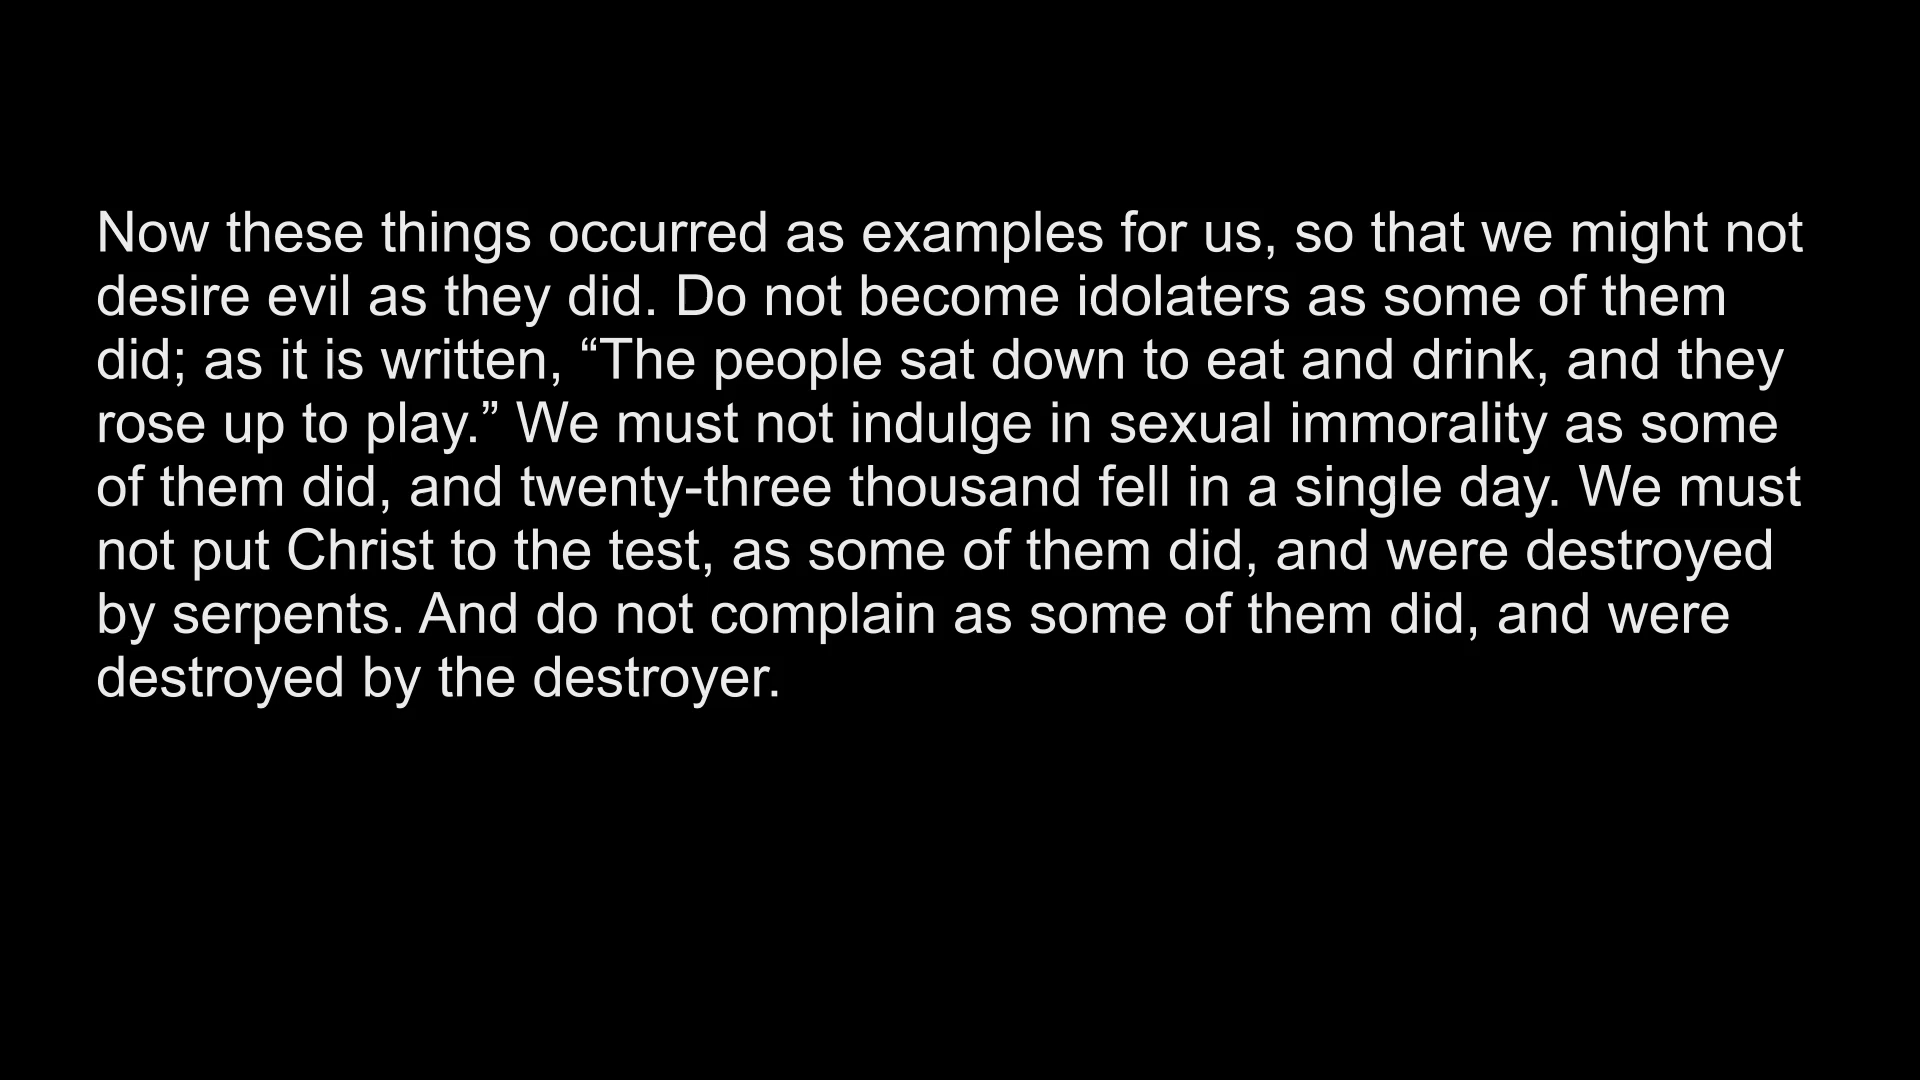 Now these things occurred as examples for us, so that we might not
desire evil as they did. Do not become idolaters as some of them
did; as it is written, “The people sat down to eat and drink, and they
rose up to play.” We must not indulge in sexual immorality as some
of them did, and twenty-three thousand fell in a single day. We must
not put Christ to the test, as some of them did, and were destroyed
by serpents. And do not complain as some of them did, and were
destroyed by the destroyer.